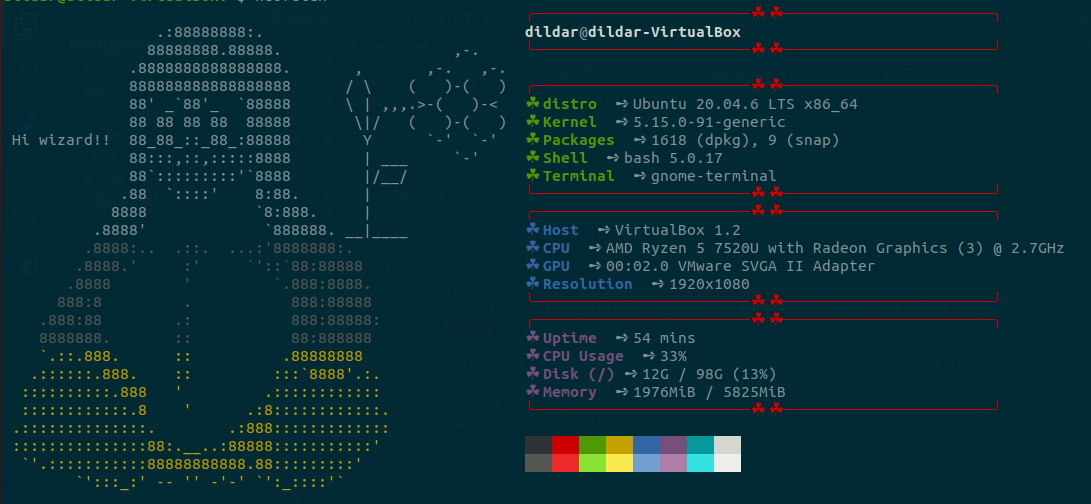 dildar@dildar-VirtualBox
distro Ubuntu 20.04.6 LTS x86_64
Kernel 5.15.0-91-generic
Packages 1618 (dpkg), 9 (snap)
Shell bash 5.0.17
Terminal gnome-terminal
Hi wizard!!
Host VirtualBox 1.2
CPU AMD Ryzen 5 7520U with Radeon Graphics (3) @ 2.7GHz
GPU 00:02.0 VMware SVGA II Adapter
Resolution 1920x1080
Uptime 54 mins
CPU Usage 33%
Disk (/) 12G / 98G (13%)
Memory 1976MiB / 5825MiB